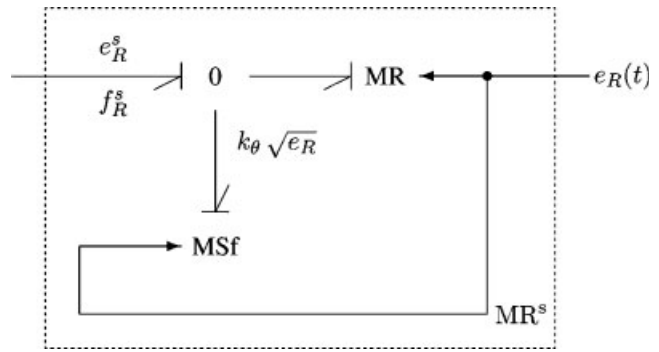 e_R^s
f_R^s
0
MR
e_R(t)
k_θ √e_R
MSf
MR^s